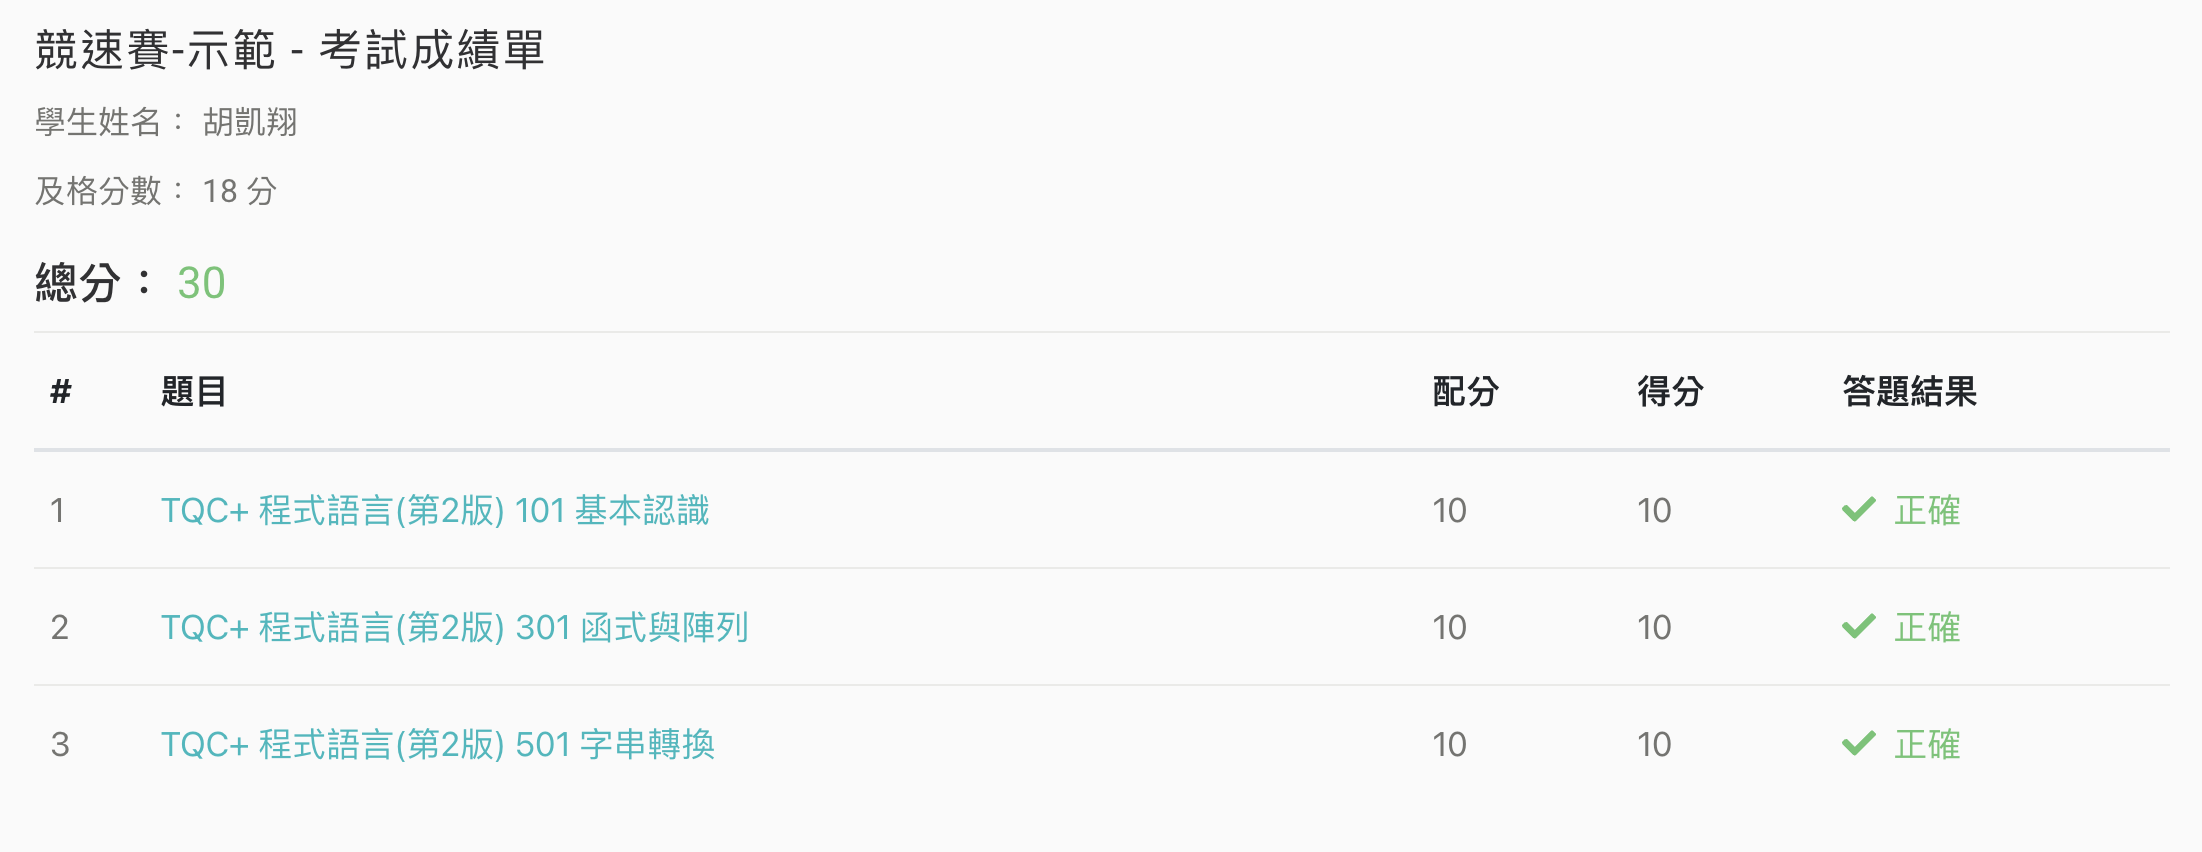 競速賽-示範 - 考試成績單
學生姓名： 胡凱翔
及格分數： 18 分
總分： 30
# 題目 配分 得分 答題結果
1 TQC+ 程式語言(第2版) 101 基本認識 10 10 正確
2 TQC+ 程式語言(第2版) 301 函式與陣列 10 10 正確
3 TQC+ 程式語言(第2版) 501 字串轉換 10 10 正確